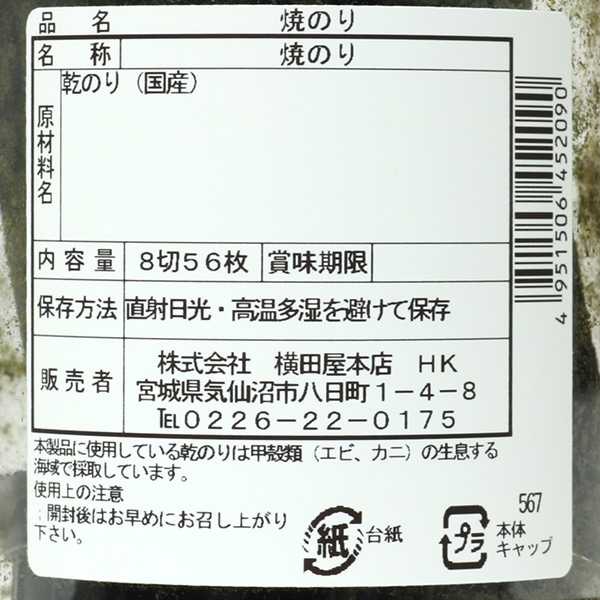 品名 焼のり
名称 焼のり
原材料名 乾のり（国産）
内容量 8切56枚 賞味期限
保存方法 直射日光・高温多湿を避けて保存
販売者 株式会社 横田屋本店 HK
宮城県気仙沼市八日町1-4-8
TEL0226-22-0175
本製品に使用している乾のりは甲殻類（エビ、カニ）の生息する
海域で採取しています。
使用上の注意
；開封後はお早めにお召し上がり
下さい。
紙 台紙
プラ 本体
キャップ
567
4951506452090